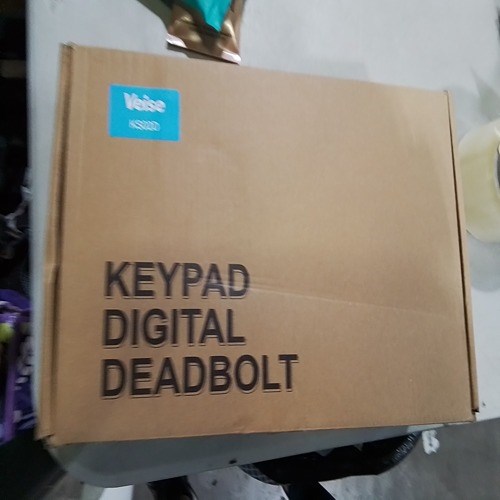 Veise
KEYPAD
DIGITAL
DEADBOLT